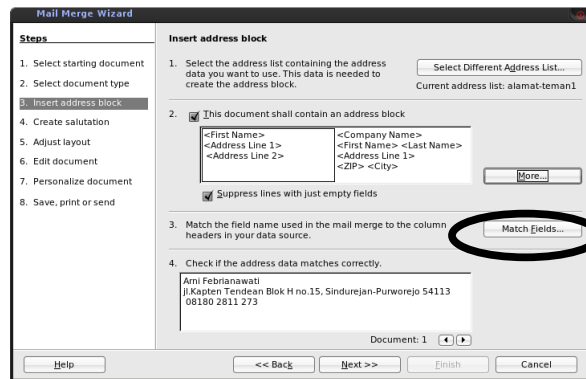 Mail Merge Wizard
Steps
1. Select starting document
2. Select document type
3. Insert address block
4. Create salutation
5. Adjust layout
6. Edit document
7. Personalize document
8. Save, print or send
Insert address block
1. Select the address list containing the address
data you want to use. This data is needed to
create the address block.
Select Different Address List...
Current address list: alamat-teman1
2. This document shall contain an address block
<First Name>
<Address Line 1>
<Address Line 2>
<Company Name>
<First Name> <Last Name>
<Address Line 1>
<ZIP> <City>
More...
Suppress lines with just empty fields
3. Match the field name used in the mail merge to the column
headers in your data source.
Match Fields...
4. Check if the address data matches correctly.
Arni Febrianawati
jl.Kapten Tendean Blok H no.15, Sindurejan-Purworejo 54113
08180 2811 273
Document: 1
Help
<< Back
Next >>
Finish
Cancel